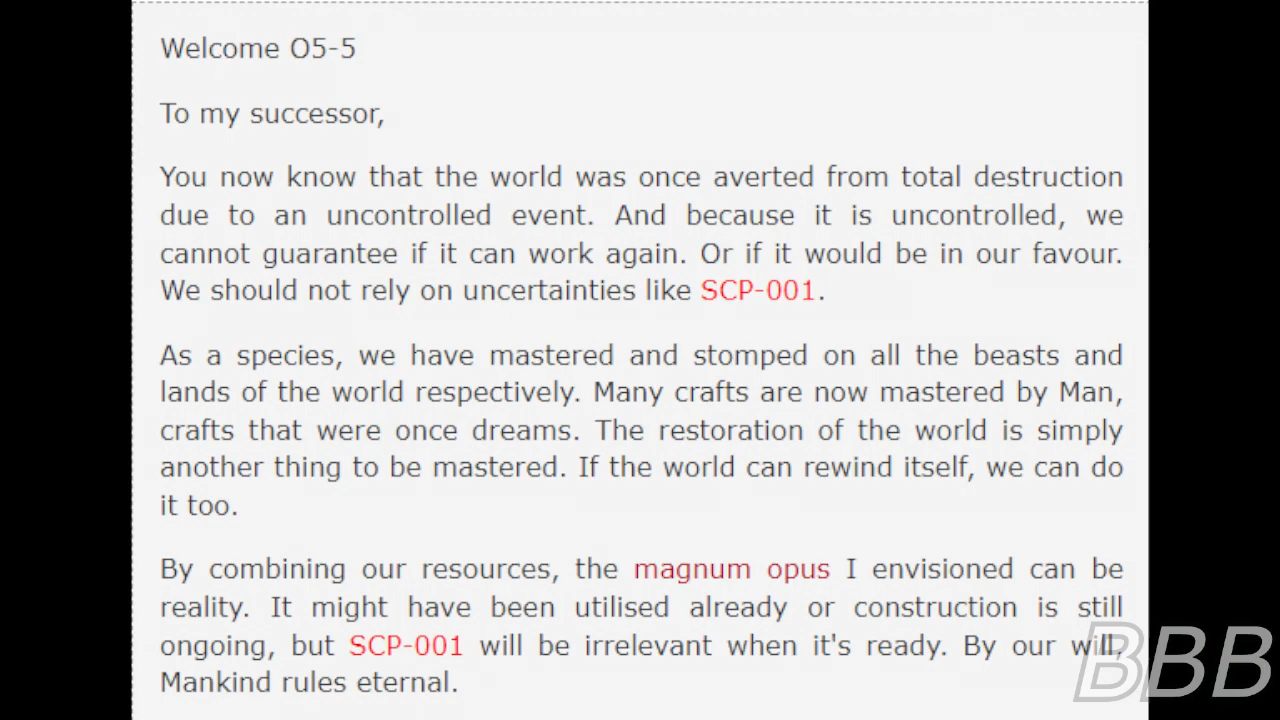 Welcome O5-5
To my successor,
You now know that the world was once averted from total destruction
due to an uncontrolled event. And because it is uncontrolled, we
cannot guarantee if it can work again. Or if it would be in our favour.
We should not rely on uncertainties like SCP-001.
As a species, we have mastered and stomped on all the beasts and
lands of the world respectively. Many crafts are now mastered by Man,
crafts that were once dreams. The restoration of the world is simply
another thing to be mastered. If the world can rewind itself, we can do
it too.
By combining our resources, the magnum opus I envisioned can be
reality. It might have been utilised already or construction is still
ongoing, but SCP-001 will be irrelevant when it's ready. By our will,
Mankind rules eternal.
BBB